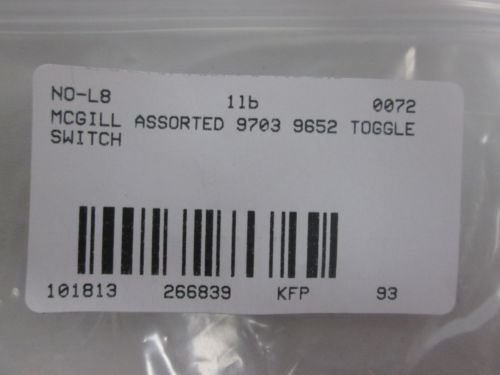 NO-L8 1lb 0072
MCGILL ASSORTED 9703 9652 TOGGLE
SWITCH
101813 266839 KFP 93